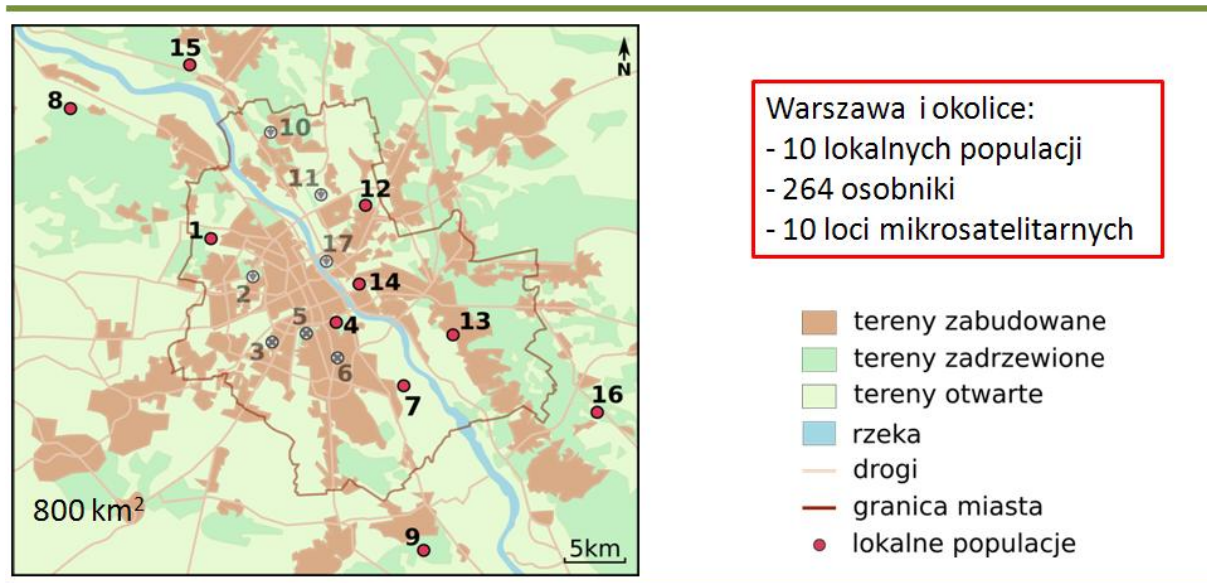 15
N
8
10
11
12
1
17
2
14
5
4
13
3
6
7
16
800 km²
9
5km
Warszawa i okolice:
- 10 lokalnych populacji
- 264 osobniki
- 10 loci mikrosatelitarnych
tereny zabudowane
tereny zadrzewione
tereny otwarte
rzeka
drogi
granica miasta
lokalne populacje